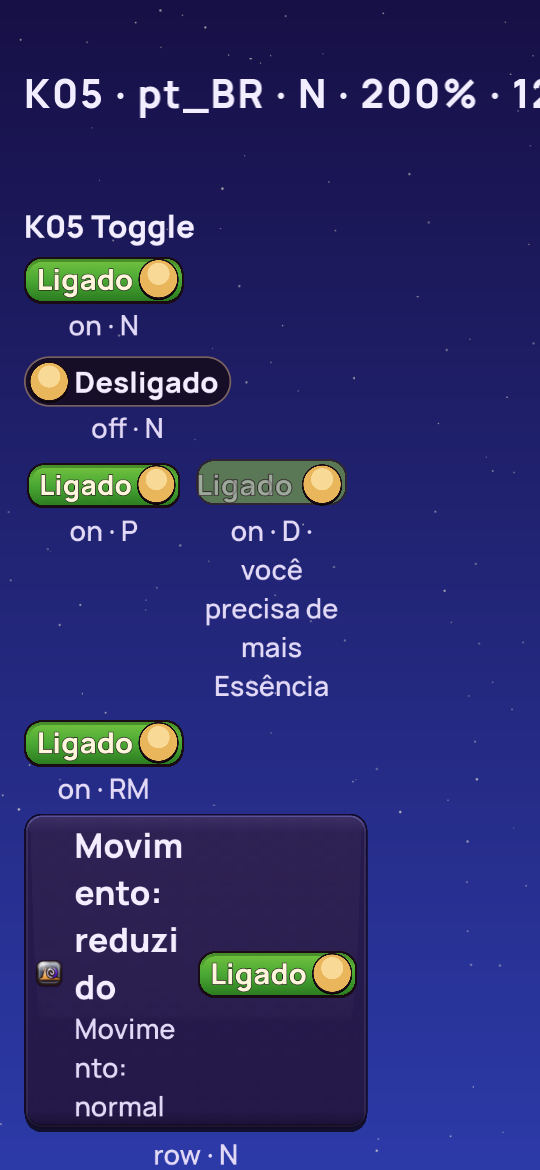 K05 · pt_BR · N · 200% · 12
K05 Toggle
Ligado
on · N
Desligado
off · N
Ligado
on · P
Ligado
on · D ·
você
precisa de
mais
Essência
Ligado
on · RM
Movim
ento:
reduzi
do
Movime
nto:
normal
Ligado
row · N